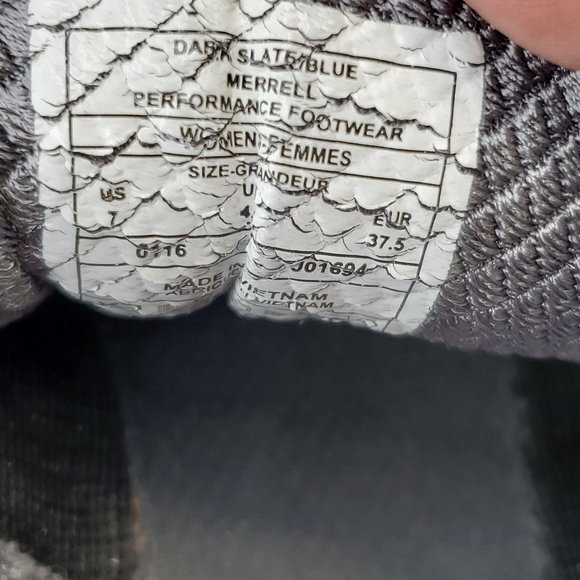 DARK SLATE/BLUE
MERRELL
PERFORMANCE FOOTWEAR
WOMEN-FEMMES
SIZE-GRANDEUR
US EUR
7 37.5
0116 J01694
MADE IN VIETNAM
VIETNAM